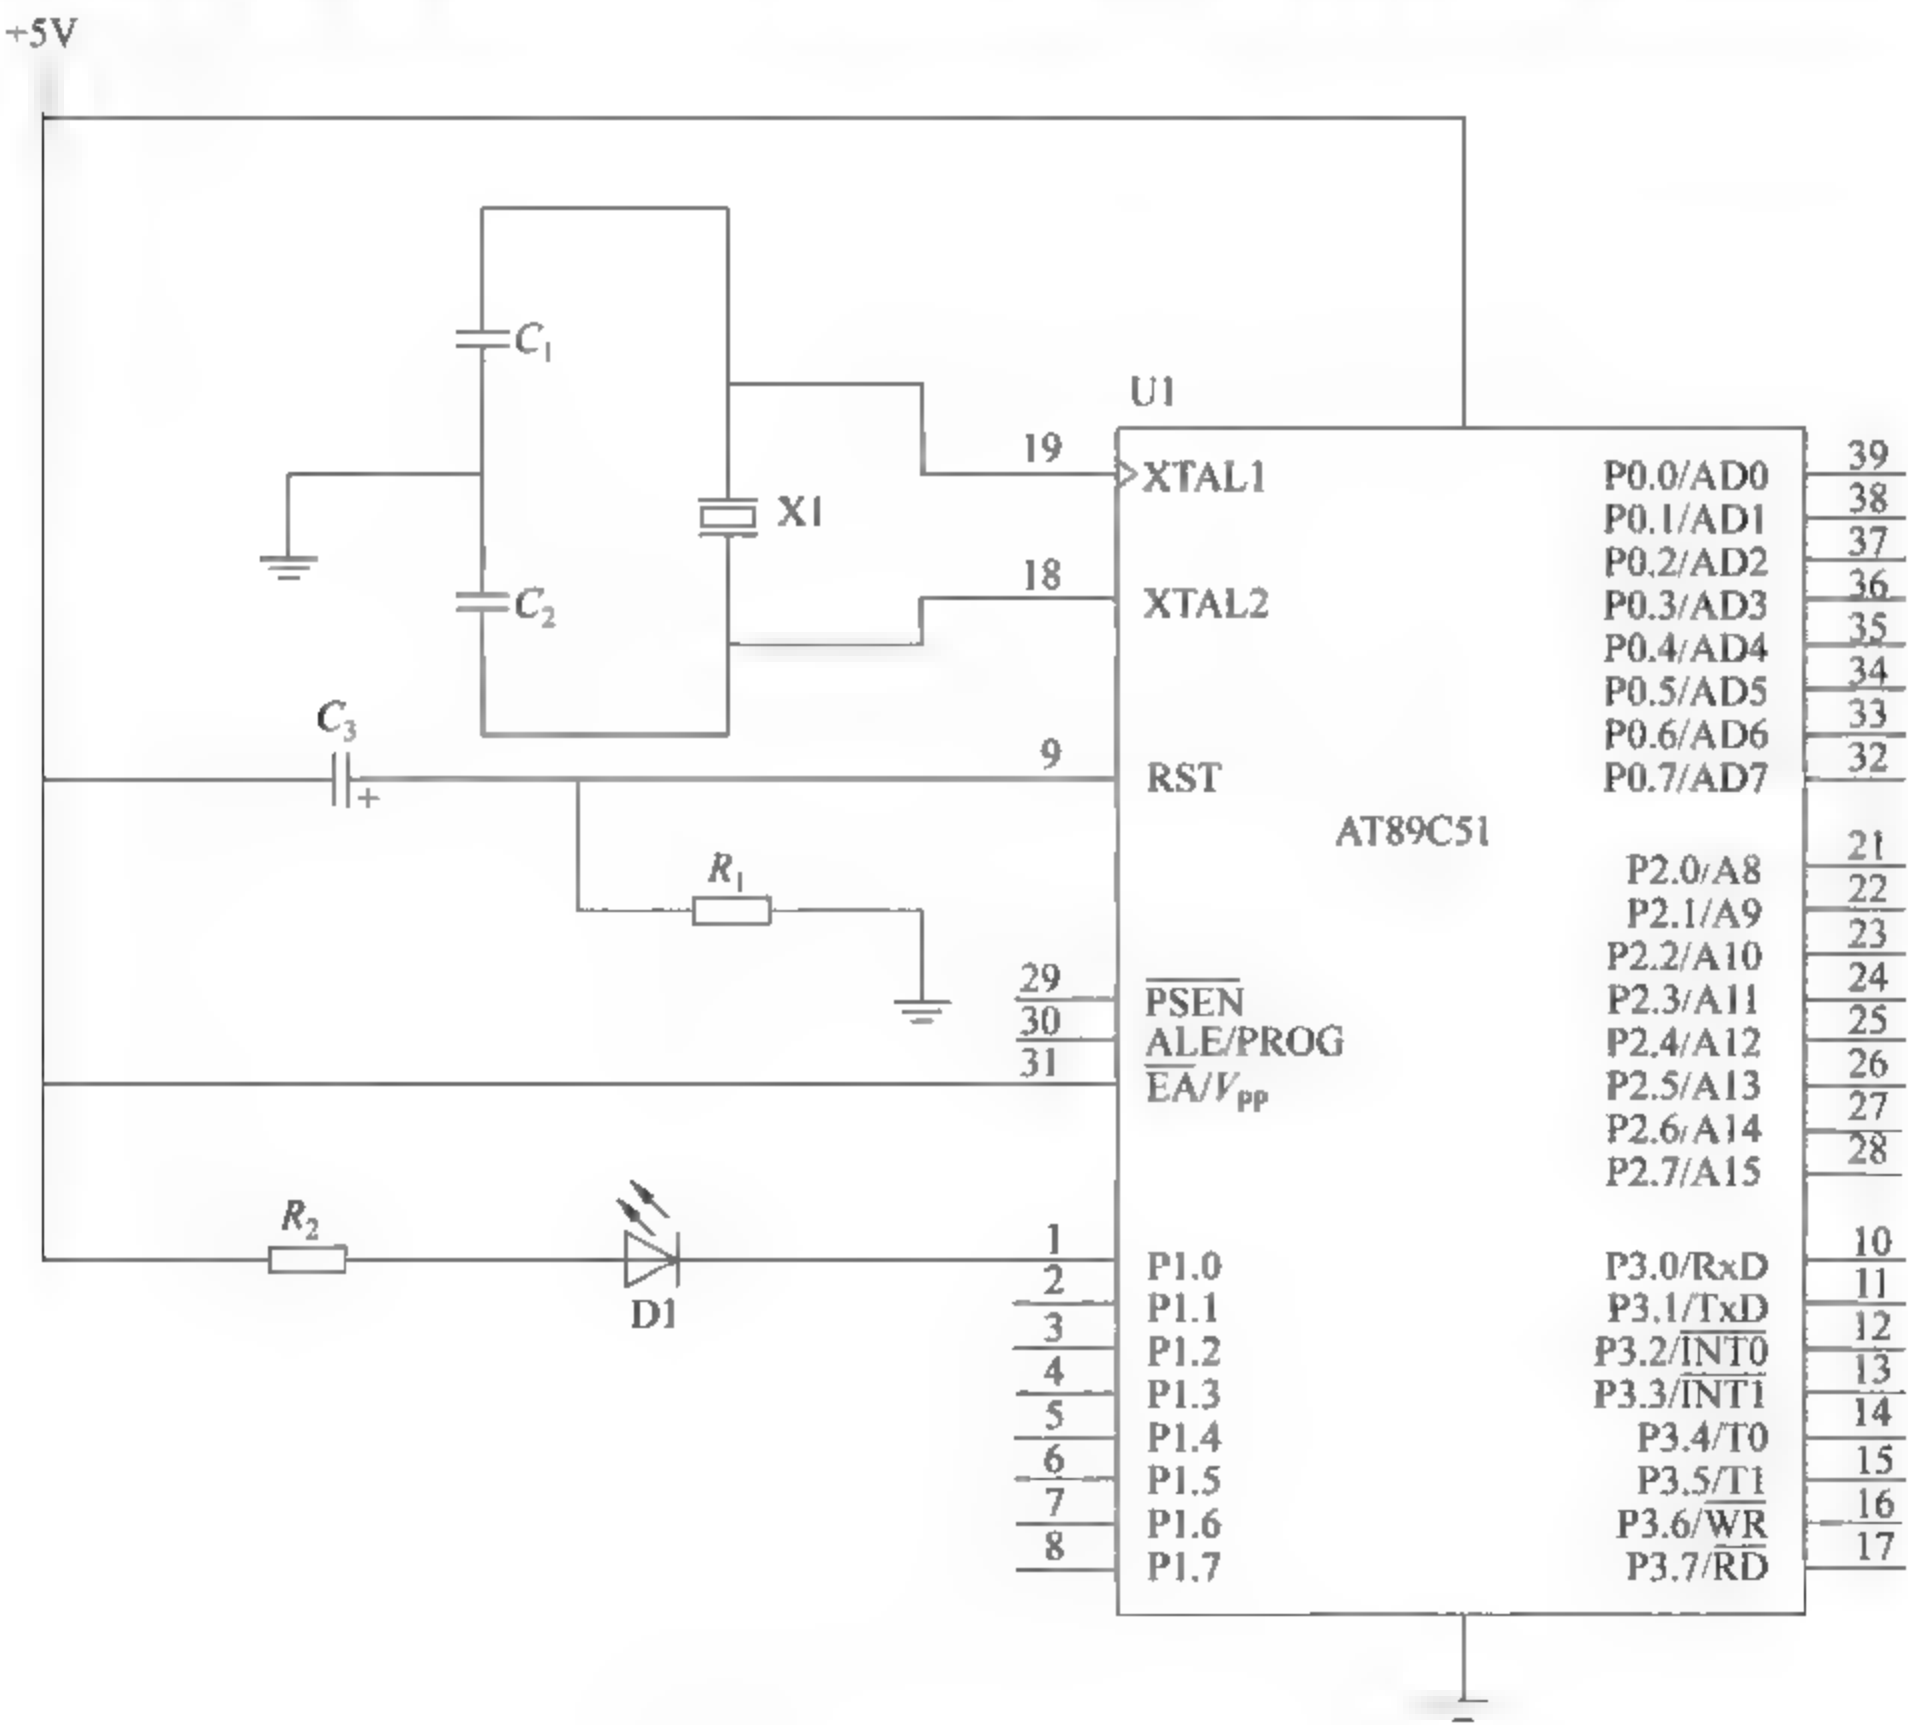 +5V
C1
U1
19
XTAL1
P0.0/AD0
39
P0.1/AD1
38
X1
P0.2/AD2
37
18
XTAL2
P0.3/AD3
36
C2
P0.4/AD4
35
P0.5/AD5
34
C3
P0.6/AD6
33
9
RST
P0.7/AD7
32
+
AT89C51
R1
P2.0/A8
21
P2.1/A9
22
P2.2/A10
23
29
PSEN
P2.3/A11
24
30
ALE/PROG
P2.4/A12
25
31
EA/Vpp
P2.5/A13
26
P2.6/A14
27
P2.7/A15
28
R2
D1
1
P1.0
P3.0/RxD
10
2
P1.1
P3.1/TxD
11
3
P1.2
P3.2/INT0
12
4
P1.3
P3.3/INT1
13
5
P1.4
P3.4/T0
14
6
P1.5
P3.5/T1
15
7
P1.6
P3.6/WR
16
8
P1.7
P3.7/RD
17